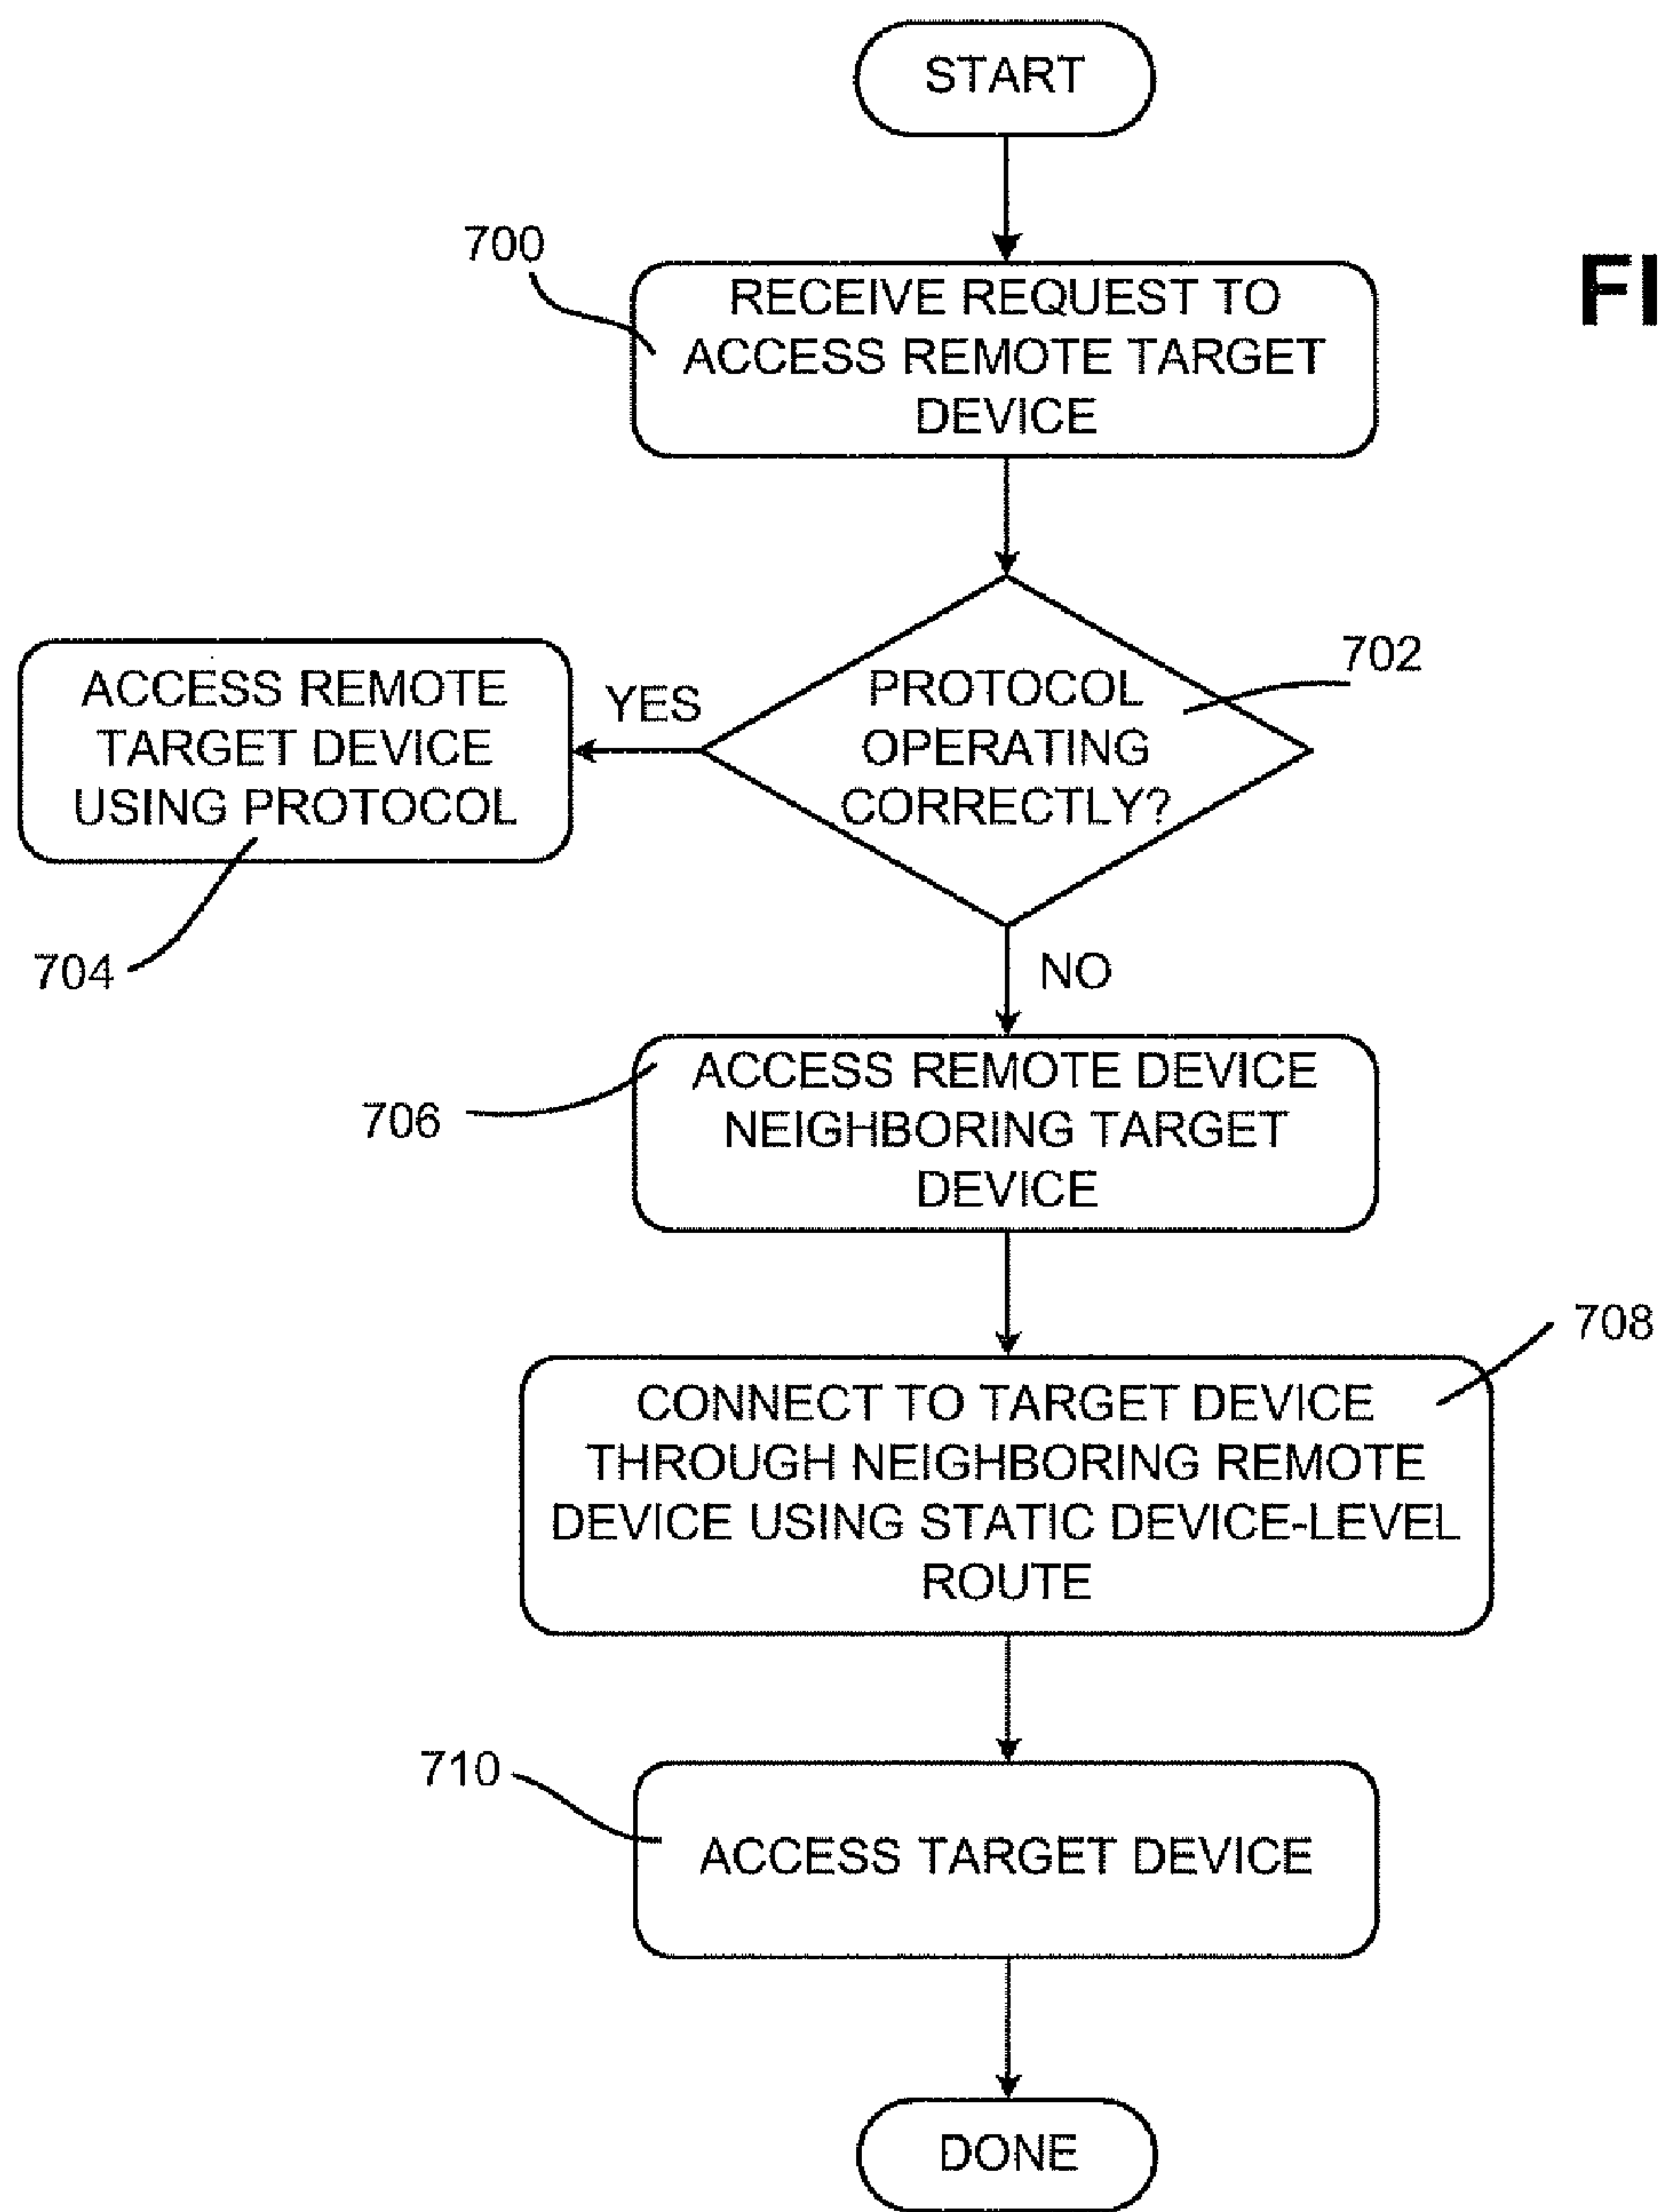 START
700
FI
RECEIVE REQUEST TO
ACCESS REMOTE TARGET
DEVICE
702
PROTOCOL
OPERATING
CORRECTLY?
YES
ACCESS REMOTE
TARGET DEVICE
USING PROTOCOL
704
NO
706
ACCESS REMOTE DEVICE
NEIGHBORING TARGET
DEVICE
708
CONNECT TO TARGET DEVICE
THROUGH NEIGHBORING REMOTE
DEVICE USING STATIC DEVICE-LEVEL
ROUTE
710
ACCESS TARGET DEVICE
DONE